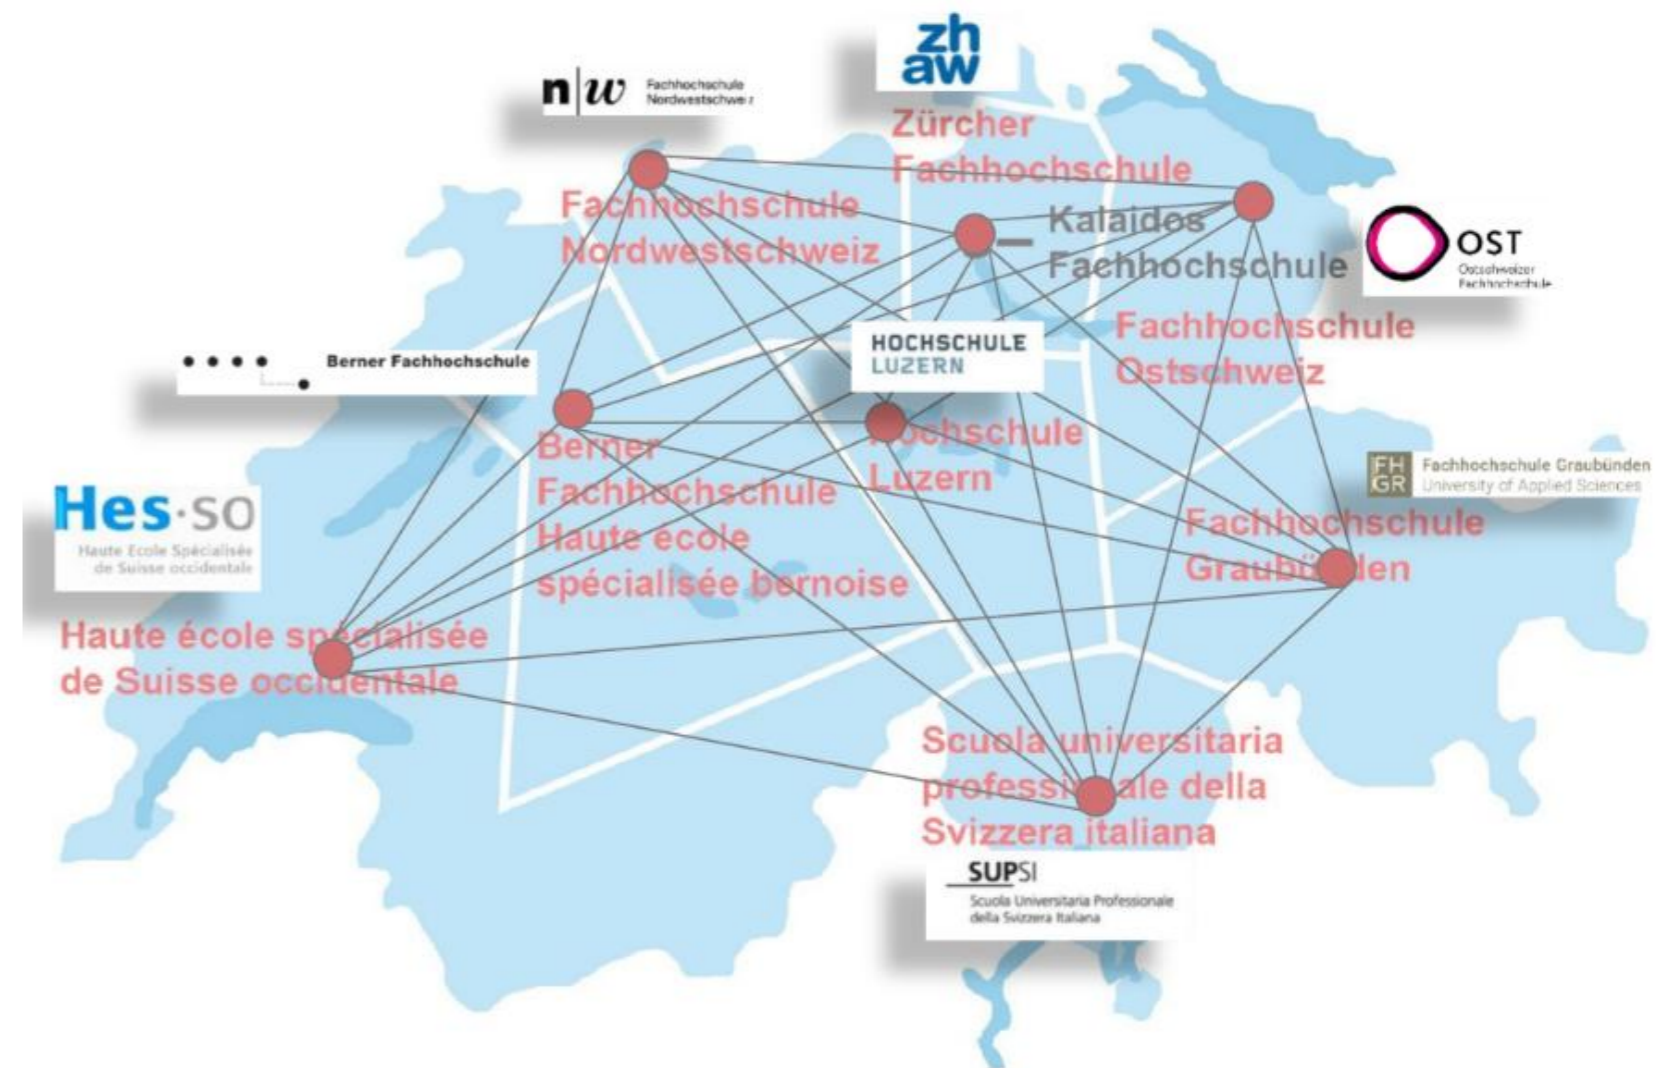 zh
aw
n|w Fachhochschule
Nordwestschweiz
Zürcher
Fachhochschule
Fachhochschule
Nordwestschweiz
Kalaidos
Fachhochschule
OST
Ostschweizer
Fachhochschule
Fachhochschule
Ostschweiz
HOCHSCHULE
LUZERN
Berner Fachhochschule
Hochschule
Luzern
Berner
Fachhochschule
Haute école
spécialisée bernoise
FH
GR
Fachhochschule Graubünden
University of Applied Sciences
Fachhochschule
Graubünden
Hes·so
Haute Ecole Spécialisée
de Suisse occidentale
Haute école spécialisée
de Suisse occidentale
Scuola universitaria
professionale della
Svizzera italiana
SUPSI
Scuola Universitaria Professionale
della Svizzera Italiana